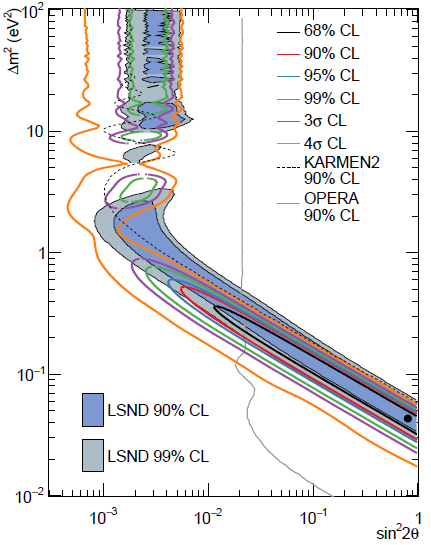 Δm² (eV²)
10²
10
1
10⁻¹
10⁻²
68% CL
90% CL
95% CL
99% CL
3σ CL
4σ CL
KARMEN2
90% CL
OPERA
90% CL
LSND 90% CL
LSND 99% CL
10⁻³
10⁻²
10⁻¹
1
sin²2θ